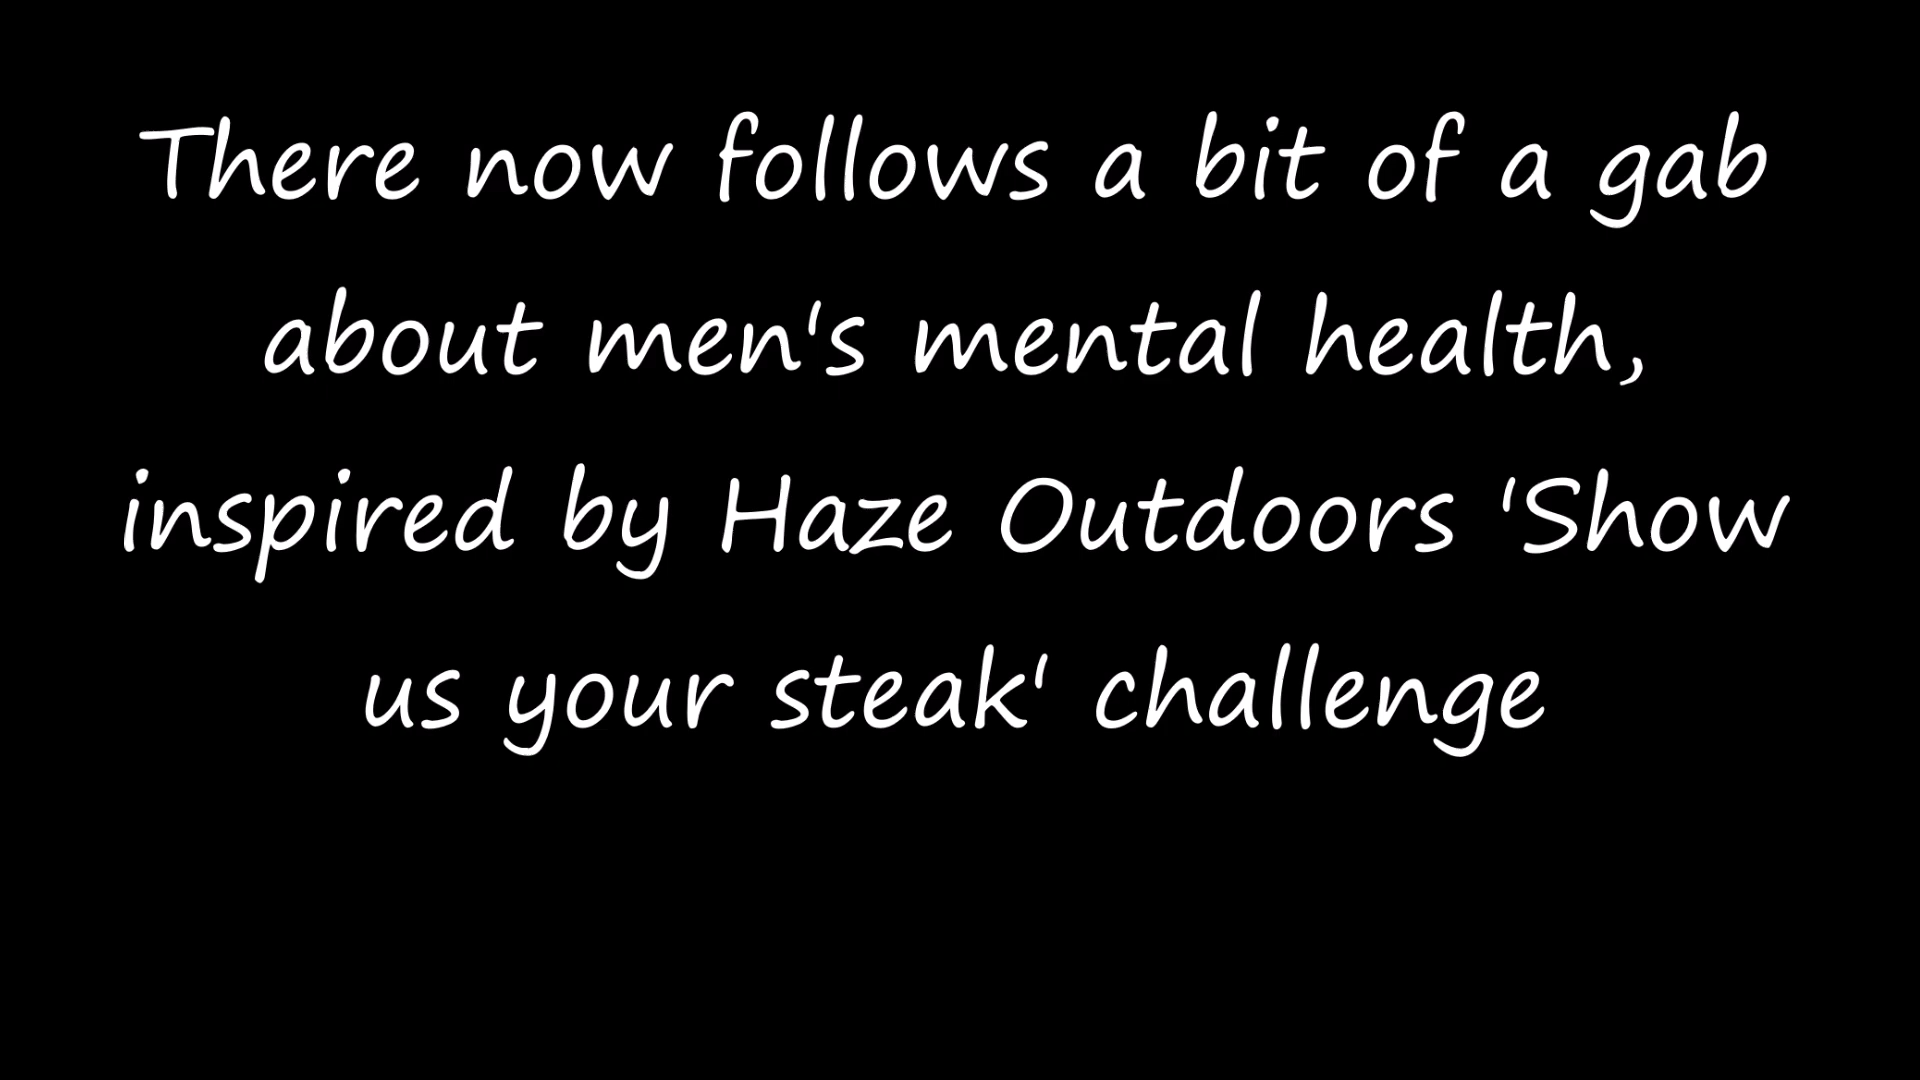 There now follows a bit of a gab
about men's mental health,
inspired by Haze Outdoors 'Show
us your steak' challenge